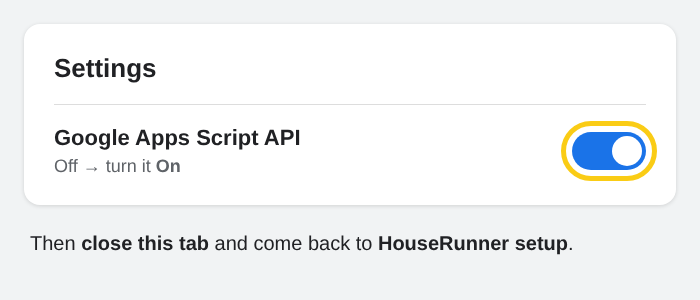 Settings
Google Apps Script API
Off → turn it On
Then close this tab and come back to HouseRunner setup.